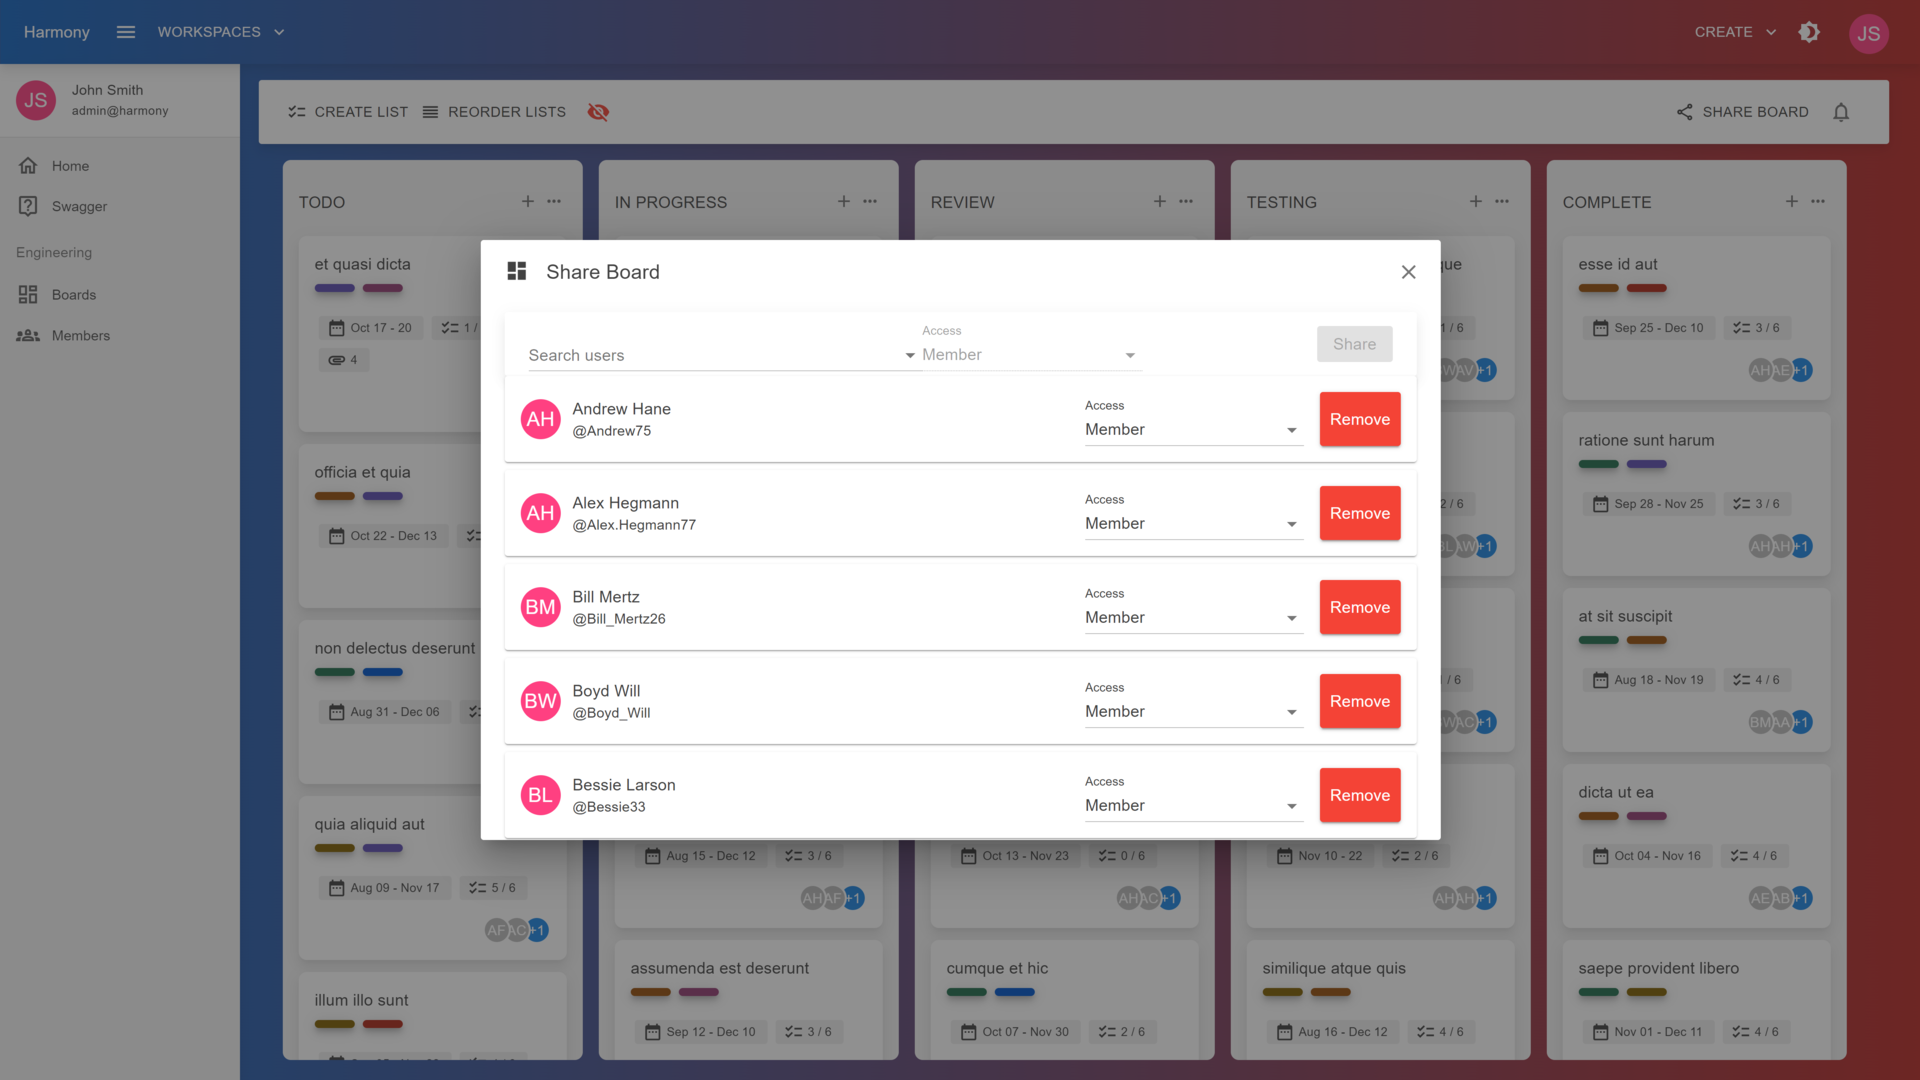 Harmony
WORKSPACES
CREATE
JS
JS
John Smith
admin@harmony
Home
Swagger
Engineering
Boards
Members
CREATE LIST
REORDER LISTS
SHARE BOARD
TODO
IN PROGRESS
REVIEW
TESTING
COMPLETE
et quasi dicta
Oct 17 - 20
1 /
4
officia et quia
Oct 22 - Dec 13
non delectus deserunt
Aug 31 - Dec 06
quia aliquid aut
Aug 09 - Nov 17
5 / 6
AF
AC
+1
illum illo sunt
Share Board
Search users
Access
Member
Share
AH
Andrew Hane
@Andrew75
Access
Member
Remove
AH
Alex Hegmann
@Alex.Hegmann77
Access
Member
Remove
BM
Bill Mertz
@Bill_Mertz26
Access
Member
Remove
BW
Boyd Will
@Boyd_Will
Access
Member
Remove
BL
Bessie Larson
@Bessie33
Access
Member
Remove
Aug 15 - Dec 12
3 / 6
AH
AF
+1
assumenda est deserunt
Sep 12 - Dec 10
3 / 6
Oct 13 - Nov 23
0 / 6
AH
AC
+1
cumque et hic
Oct 07 - Nov 30
2 / 6
1 / 6
AV
+1
2 / 6
AW
+1
/ 6
AC
+1
Nov 10 - 22
2 / 6
AH
AH
+1
similique atque quis
Aug 16 - Dec 12
4 / 6
esse id aut
Sep 25 - Dec 10
3 / 6
AH
AE
+1
ratione sunt harum
Sep 28 - Nov 25
3 / 6
AH
AH
+1
at sit suscipit
Aug 18 - Nov 19
4 / 6
BM
AA
+1
dicta ut ea
Oct 04 - Nov 16
4 / 6
AE
AB
+1
saepe provident libero
Nov 01 - Dec 11
4 / 6